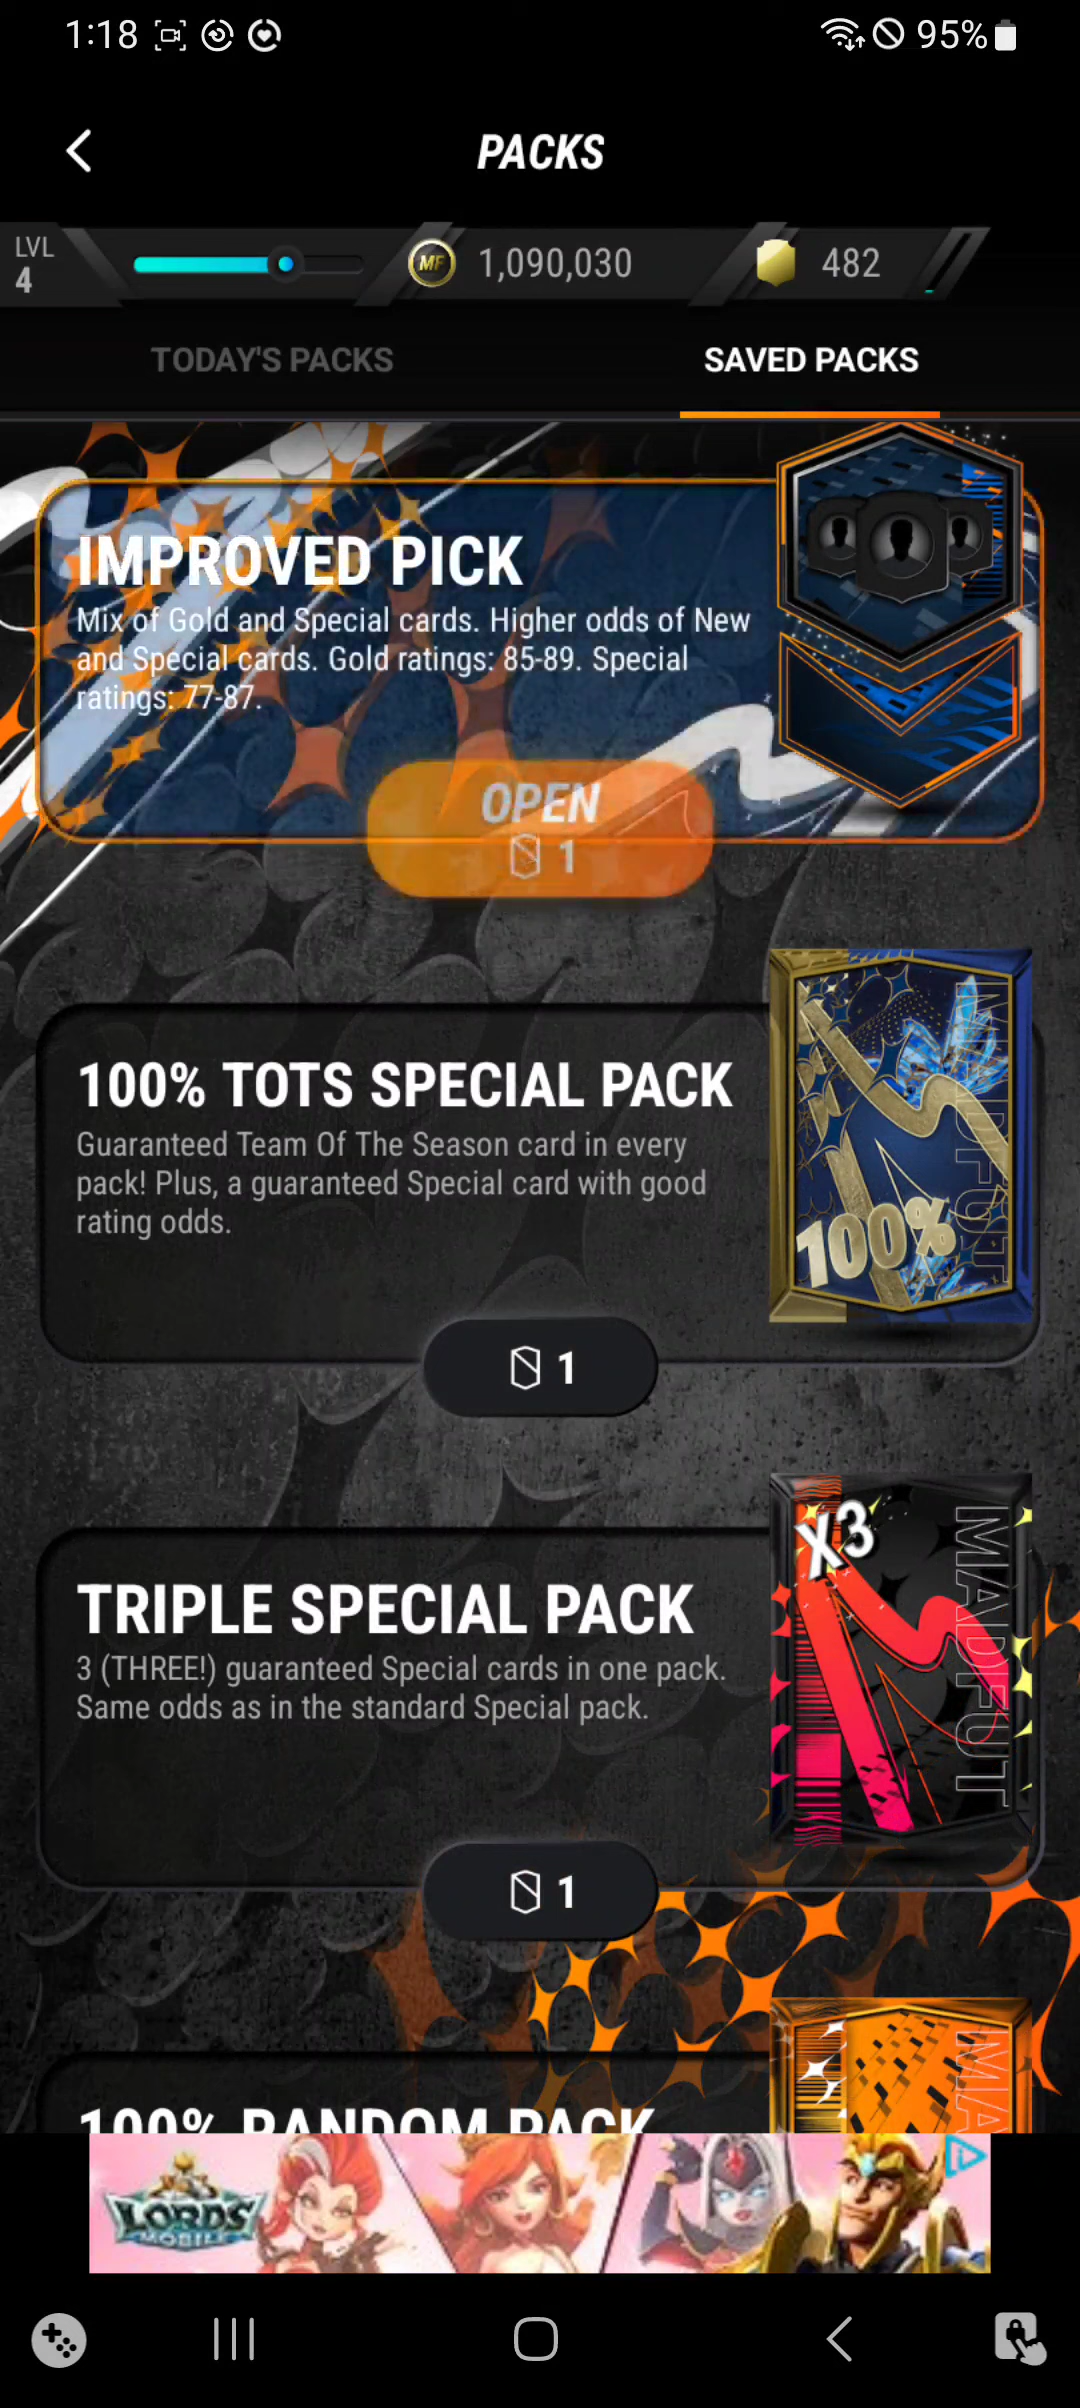 1:18
95%
PACKS
LVL
4
MF
1,090,030
482
TODAY'S PACKS
SAVED PACKS
IMPROVED PICK
Mix of Gold and Special cards. Higher odds of New
and Special cards. Gold ratings: 85-89. Special
ratings: 77-87.
OPEN
1
100% TOTS SPECIAL PACK
Guaranteed Team Of The Season card in every
pack! Plus, a guaranteed Special card with good
rating odds.
MADFUT
100%
1
TRIPLE SPECIAL PACK
3 (THREE!) guaranteed Special cards in one pack.
Same odds as in the standard Special pack.
X3
MADFUT
1
100% RANDOM PACK
MA
LORDS
MOBILE